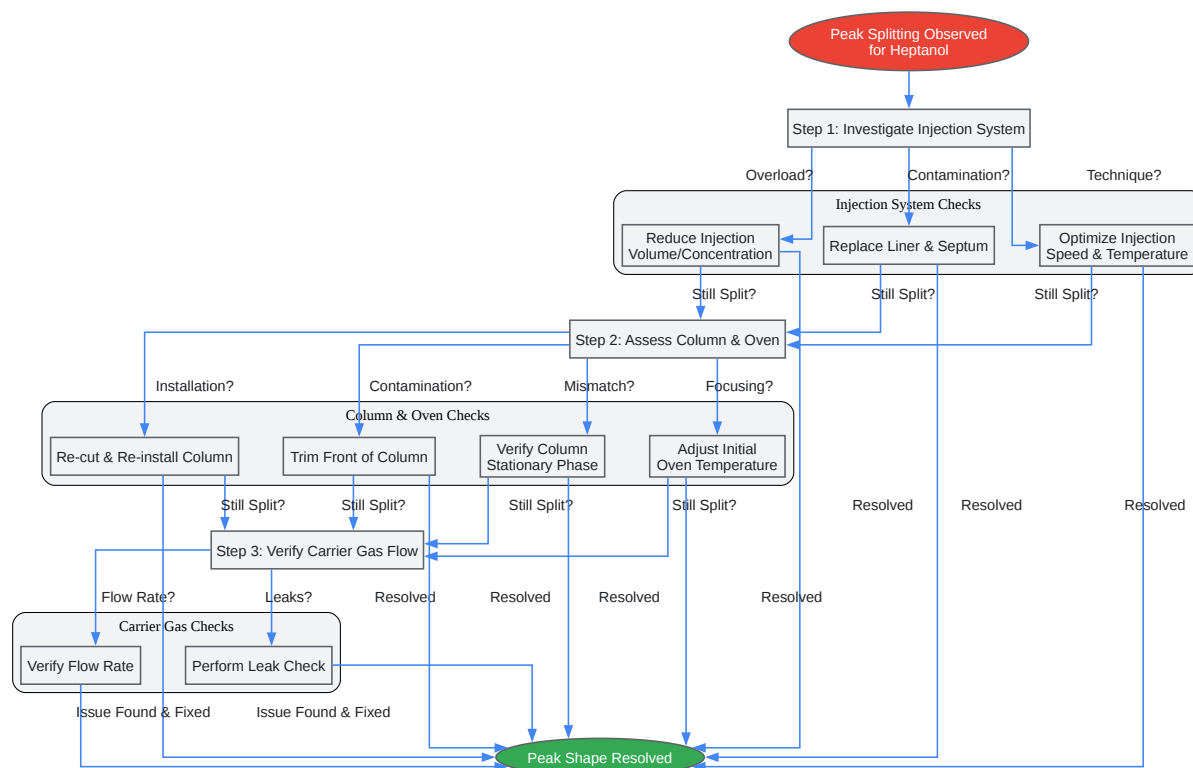 Peak Splitting Observed
for Heptanol
Step 1: Investigate Injection System
Overload?
Contamination?
Technique?
Injection System Checks
Reduce Injection
Volume/Concentration
Replace Liner & Septum
Optimize Injection
Speed & Temperature
Still Split?
Still Split?
Still Split?
Step 2: Assess Column & Oven
Installation?
Contamination?
Mismatch?
Focusing?
Column & Oven Checks
Re-cut & Re-install Column
Trim Front of Column
Verify Column
Stationary Phase
Adjust Initial
Oven Temperature
Still Split?
Still Split?
Still Split?
Still Split?
Resolved
Resolved
Resolved
Step 3: Verify Carrier Gas Flow
Flow Rate?
Leaks?
Resolved
Resolved
Resolved
Resolved
Carrier Gas Checks
Verify Flow Rate
Perform Leak Check
Issue Found & Fixed
Issue Found & Fixed
Peak Shape Resolved